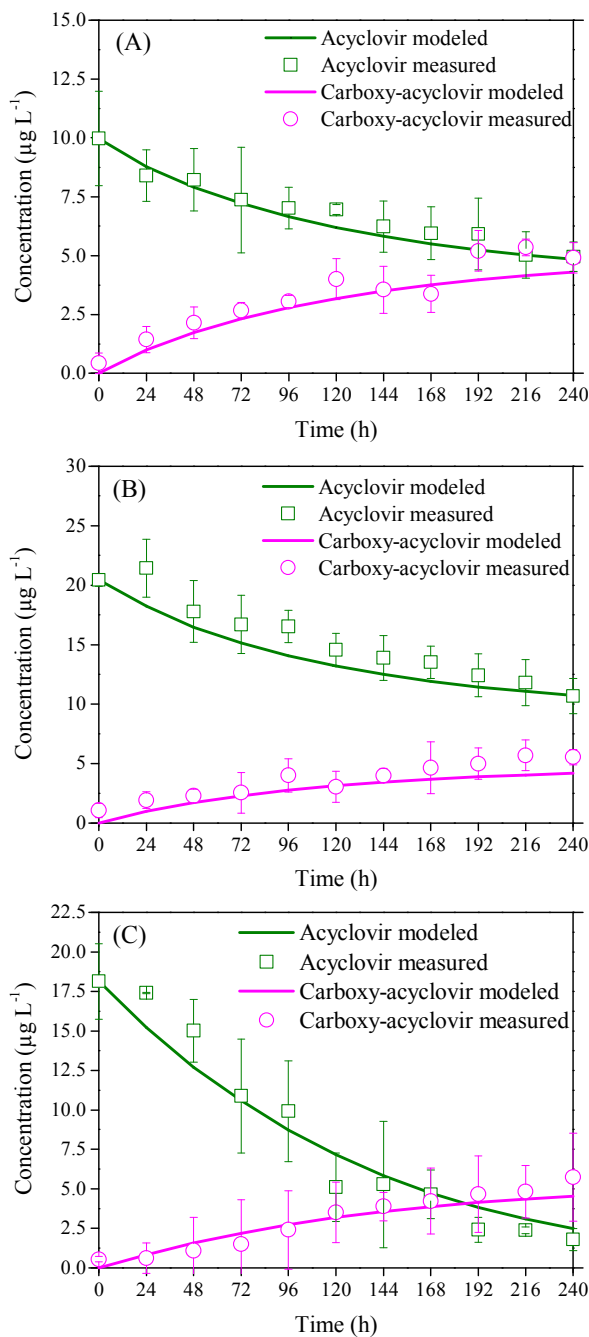 (A)
Acyclovir modeled
Acyclovir measured
Carboxy-acyclovir modeled
Carboxy-acyclovir measured
15.0
12.5
10.0
7.5
5.0
2.5
0.0
Concentration (µg L⁻¹)
0 24 48 72 96 120 144 168 192 216 240
Time (h)
(B)
Acyclovir modeled
Acyclovir measured
Carboxy-acyclovir modeled
Carboxy-acyclovir measured
30
25
20
15
10
5
0
Concentration (µg L⁻¹)
0 24 48 72 96 120 144 168 192 216 240
Time (h)
(C)
Acyclovir modeled
Acyclovir measured
Carboxy-acyclovir modeled
Carboxy-acyclovir measured
22.5
20.0
17.5
15.0
12.5
10.0
7.5
5.0
2.5
0.0
Concentration (µg L⁻¹)
0 24 48 72 96 120 144 168 192 216 240
Time (h)